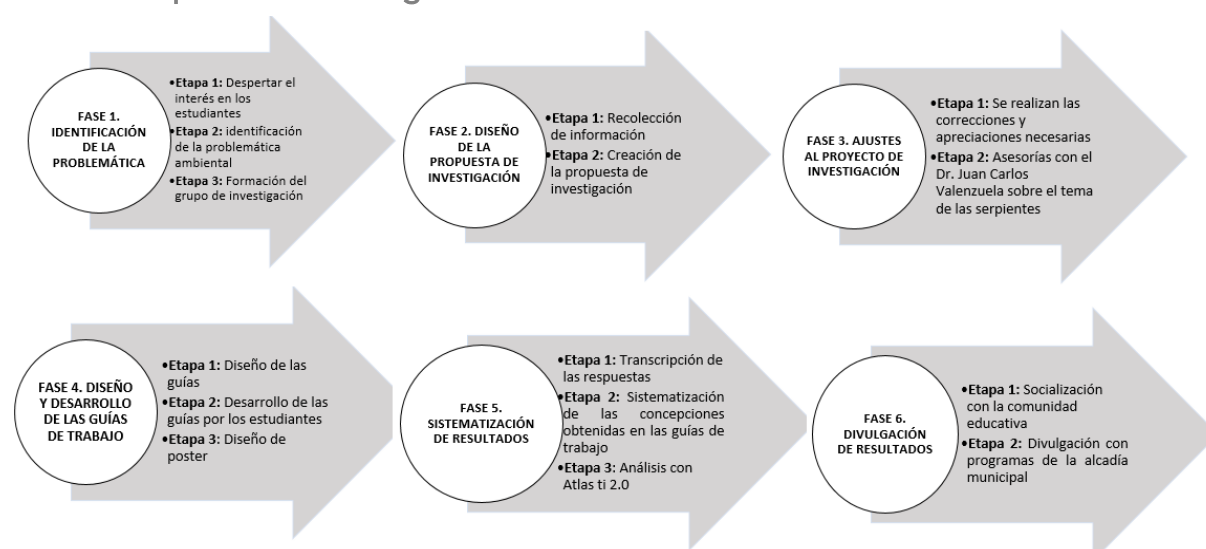 FASE 1.
IDENTIFICACIÓN
DE LA
PROBLEMÁTICA
•Etapa 1: Despertar el
interés en los
estudiantes
•Etapa 2: identificación
de la problemática
ambiental
•Etapa 3: Formación del
grupo de investigación
FASE 2. DISEÑO
DE LA
PROPUESTA DE
INVESTIGACIÓN
•Etapa 1: Recolección
de información
•Etapa 2: Creación de
la propuesta de
investigación
FASE 3. AJUSTES
AL PROYECTO DE
INVESTIGACIÓN
•Etapa 1: Se realizan las
correcciones y
apreciaciones necesarias
•Etapa 2: Asesorías con el
Dr. Juan Carlos
Valenzuela sobre el tema
de las serpientes
FASE 4. DISEÑO
Y DESARROLLO
DE LAS GUÍAS
DE TRABAJO
•Etapa 1: Diseño de las
guías
•Etapa 2: Desarrollo de las
guías por los estudiantes
•Etapa 3: Diseño de
poster
FASE 5.
SISTEMATIZACIÓN
DE RESULTADOS
•Etapa 1: Transcripción de
las respuestas
•Etapa 2: Sistematización
de las concepciones
obtenidas en las guías de
trabajo
•Etapa 3: Análisis con
Atlas ti 2.0
FASE 6.
DIVULGACIÓN
DE RESULTADOS
•Etapa 1: Socialización
con la comunidad
educativa
•Etapa 2: Divulgación con
programas de la alcadía
municipal